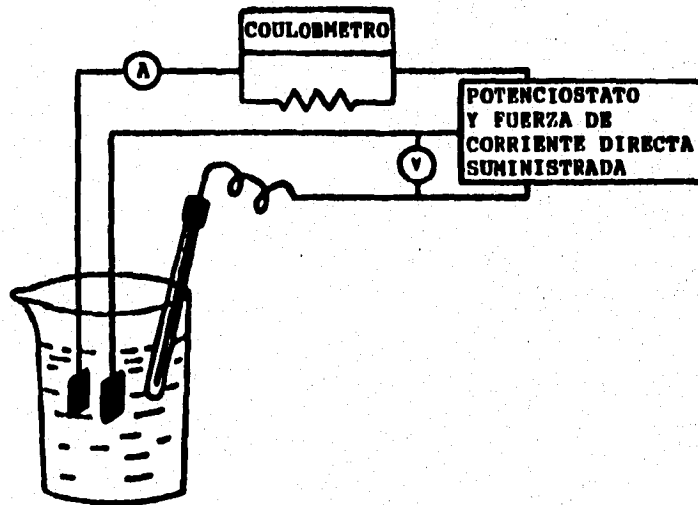 COULOBMETRO
A
POTENCIOSTATO
Y FUERZA DE
CORRIENTE DIRECTA
SUMINISTRADA
V